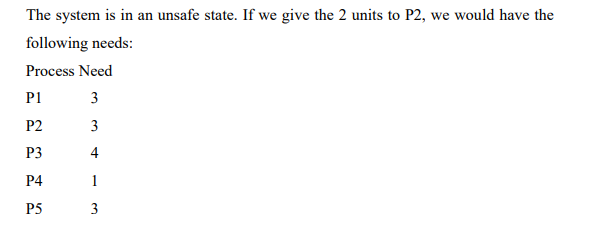 The system is in an unsafe state. If we give the 2 units to P2, we would have the
following needs:
Process Need
P1 3
P2 3
P3 4
P4 1
P5 3